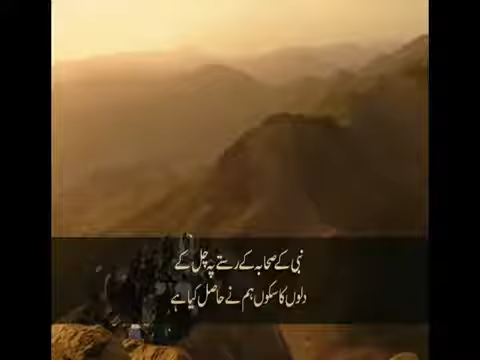 نبی کے صحابہ کے رستے پہ چل کے
دلوں کا سکوں ہم نے حاصل کیا ہے